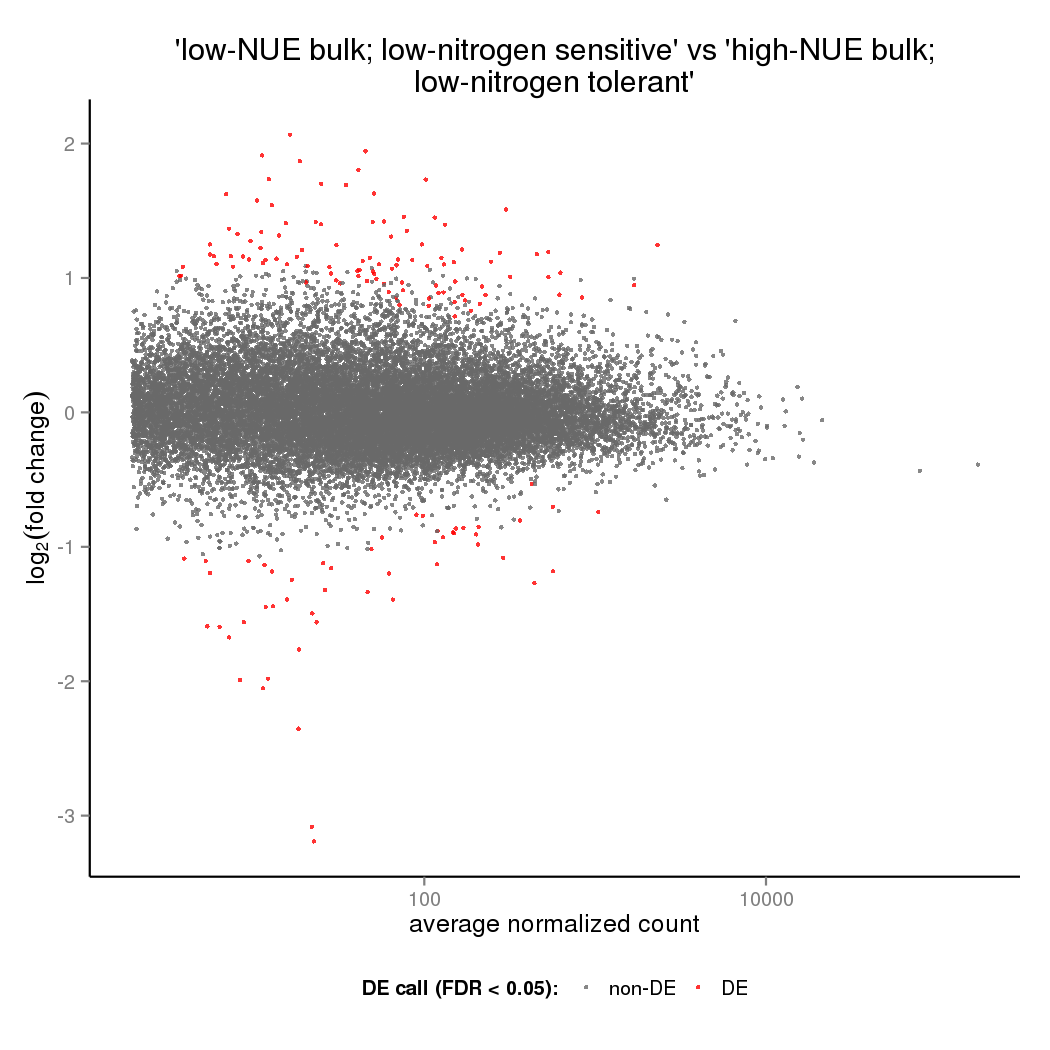 'low-NUE bulk; low-nitrogen sensitive' vs 'high-NUE bulk;
low-nitrogen tolerant'
2
1
0
-1
-2
-3
log₂(fold change)
100
10000
average normalized count
DE call (FDR < 0.05): non-DE DE